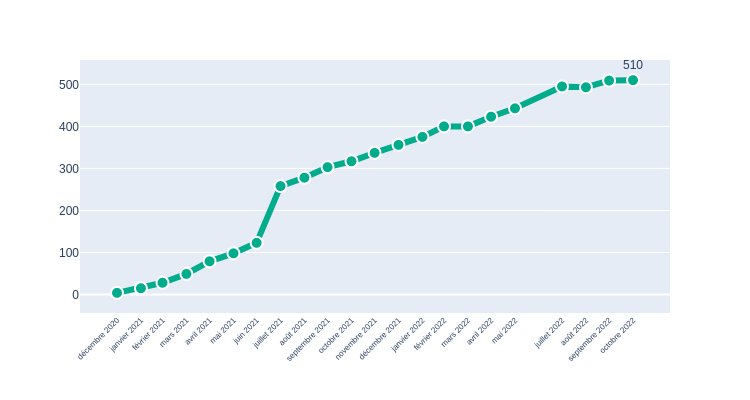 510
500
400
300
200
100
0
décembre 2020
janvier 2021
février 2021
mars 2021
avril 2021
mai 2021
juin 2021
juillet 2021
août 2021
septembre 2021
octobre 2021
novembre 2021
décembre 2021
janvier 2022
février 2022
mars 2022
avril 2022
mai 2022
juillet 2022
août 2022
septembre 2022
octobre 2022